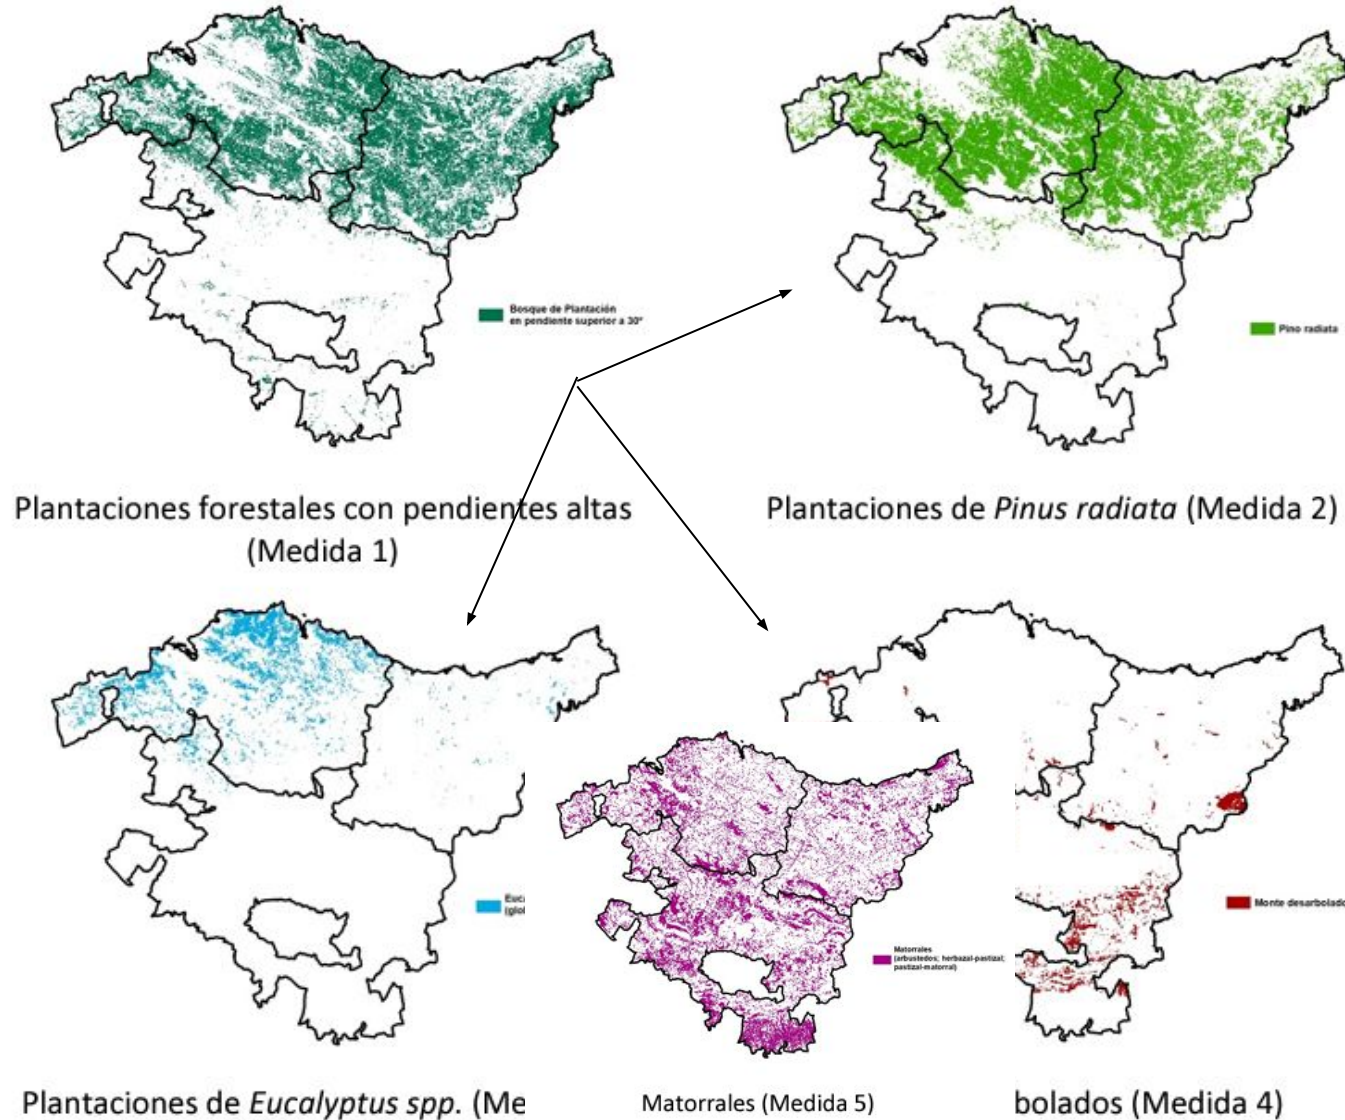 Bosque de Plantación
en pendiente superior a 30º
Pino radiata
Plantaciones forestales con pendientes altas
(Medida 1)
Plantaciones de Pinus radiata (Medida 2)
Matorrales
(arbustedos; herbazal-pastizal;
pastizal-matorral)
Monte desarbolado
Plantaciones de Eucalyptus spp. (Me
Matorrales (Medida 5)
bolados (Medida 4)